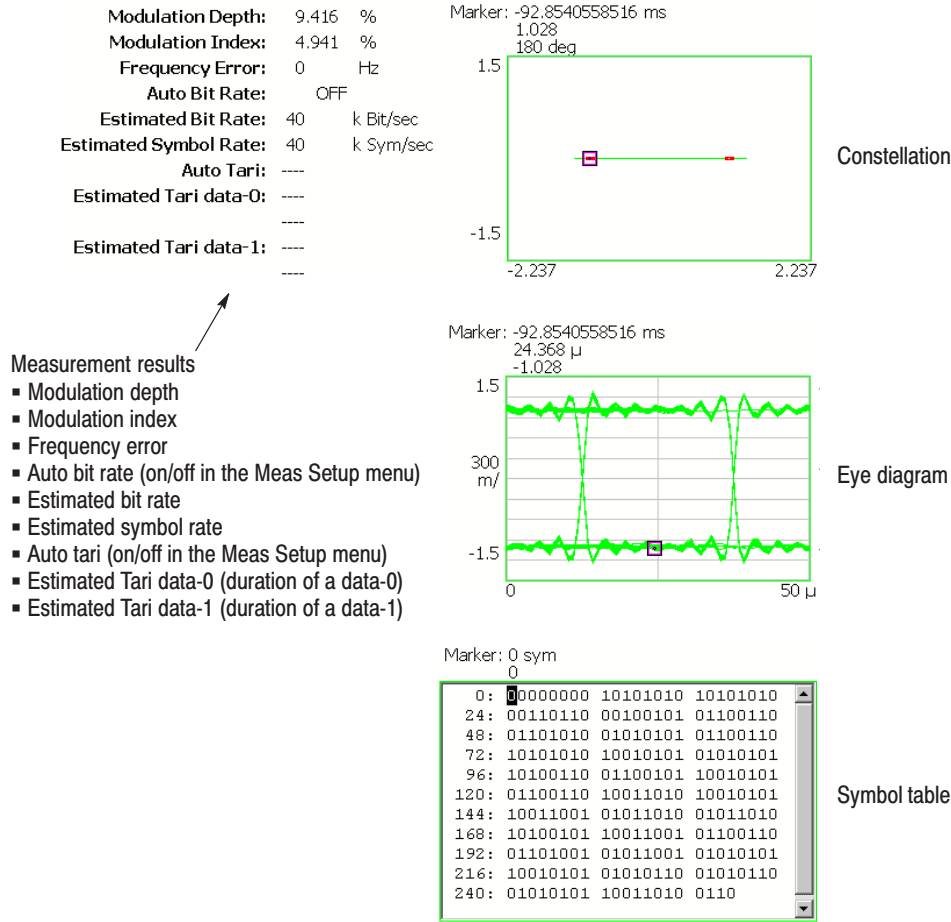 Modulation Depth: 9.416 %
Modulation Index: 4.941 %
Frequency Error: 0 Hz
Auto Bit Rate: OFF
Estimated Bit Rate: 40 k Bit/sec
Estimated Symbol Rate: 40 k Sym/sec
Auto Tari: ----
Estimated Tari data-0: ----
----
Estimated Tari data-1: ----
----
Marker: -92.8540558516 ms
1.028
180 deg
1.5
-1.5
-2.237 2.237
Constellation
Measurement results
▪ Modulation depth
▪ Modulation index
▪ Frequency error
▪ Auto bit rate (on/off in the Meas Setup menu)
▪ Estimated bit rate
▪ Estimated symbol rate
▪ Auto tari (on/off in the Meas Setup menu)
▪ Estimated Tari data-0 (duration of a data-0)
▪ Estimated Tari data-1 (duration of a data-1)
Marker: -92.8540558516 ms
24.368 µ
-1.028
1.5
300
m/
-1.5
0 50 µ
Eye diagram
Marker: 0 sym
0
0: 00000000 10101010 10101010
24: 00110110 00100101 01100110
48: 01101010 01010101 01100110
72: 10101010 10010101 01010101
96: 10100110 01100101 10010101
120: 01100110 10011010 10010101
144: 10011001 01011010 01011010
168: 10100101 10011001 01100110
192: 01101001 01011001 01010101
216: 10010101 01010110 01010110
240: 01010101 10011010 0110
Symbol table